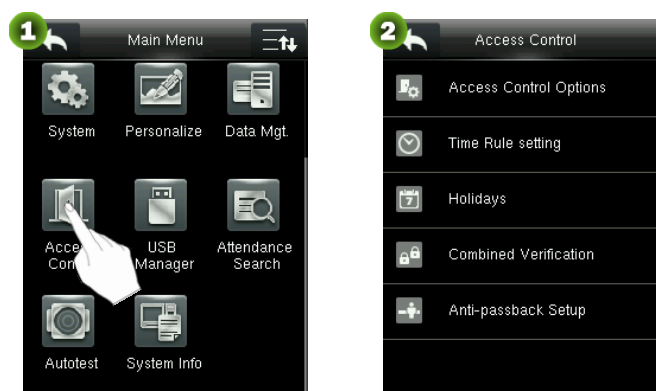 1
Main Menu
System
Personalize
Data Mgt.
Acce
Con
USB
Manager
Attendance
Search
Autotest
System Info
2
Access Control
Access Control Options
Time Rule setting
7
Holidays
Combined Verification
Anti-passback Setup